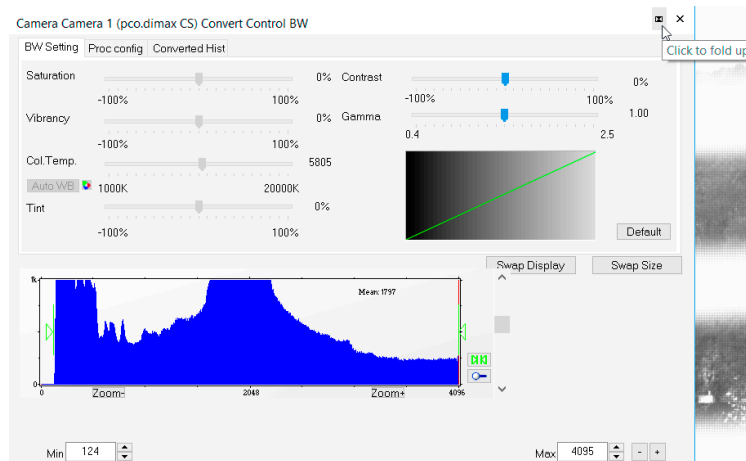 Camera Camera 1 (pco.dimax CS) Convert Control BW
Click to fold up
BW Setting Proc config Converted Hist
Saturation 0% Contrast 0%
-100% 100% -100% 100%
Vibrancy 0% Gamma 1.00
-100% 100% 0.4 2.5
Col.Temp. 5805
Auto WB 1000K 20000K
Tint 0%
-100% 100% Default
Swap Display Swap Size
1k
Mean: 1797
0
0 Zoom- 2048 Zoom+ 4096
Min 124 Max 4095 - +